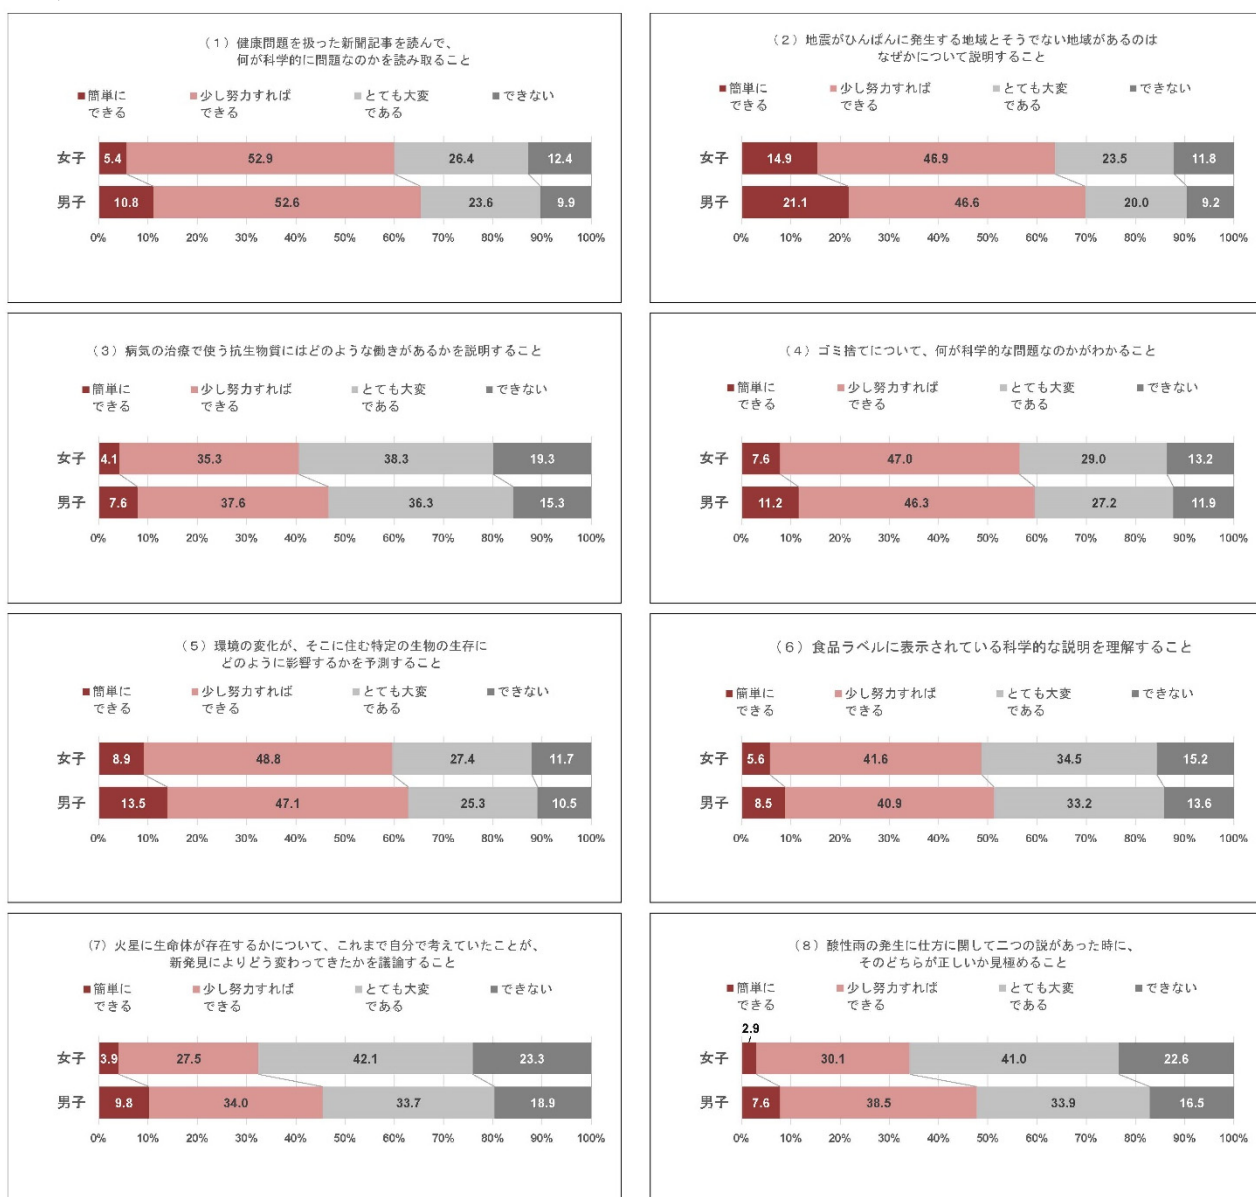 （1）健康問題を扱った新聞記事を読んで、
何が科学的に問題なのかを読み取ること
■簡単に できる ■少し努力すれば できる ■とても大変 である ■できない
女子 5.4 52.9 26.4 12.4
男子 10.8 52.6 23.6 9.9
0% 10% 20% 30% 40% 50% 60% 70% 80% 90% 100%
（2）地震がひんぱんに発生する地域とそうでない地域があるのは
なぜかについて説明すること
■簡単に できる ■少し努力すれば できる ■とても大変 である ■できない
女子 14.9 46.9 23.5 11.8
男子 21.1 46.6 20.0 9.2
0% 10% 20% 30% 40% 50% 60% 70% 80% 90% 100%
（3）病気の治療で使う抗生物質にはどのような働きがあるかを説明すること
■簡単に できる ■少し努力すれば できる ■とても大変 である ■できない
女子 4.1 35.3 38.3 19.3
男子 7.6 37.6 36.3 15.3
0% 10% 20% 30% 40% 50% 60% 70% 80% 90% 100%
（4）ゴミ捨てについて、何が科学的な問題なのかがわかること
■簡単に できる ■少し努力すれば できる ■とても大変 である ■できない
女子 7.6 47.0 29.0 13.2
男子 11.2 46.3 27.2 11.9
0% 10% 20% 30% 40% 50% 60% 70% 80% 90% 100%
（5）環境の変化が、そこに住む特定の生物の生存に
どのように影響するかを予測すること
■簡単に できる ■少し努力すれば できる ■とても大変 である ■できない
女子 8.9 48.8 27.4 11.7
男子 13.5 47.1 25.3 10.5
0% 10% 20% 30% 40% 50% 60% 70% 80% 90% 100%
（6）食品ラベルに表示されている科学的な説明を理解すること
■簡単に できる ■少し努力すれば できる ■とても大変 である ■できない
女子 5.6 41.6 34.5 15.2
男子 8.5 40.9 33.2 13.6
0% 10% 20% 30% 40% 50% 60% 70% 80% 90% 100%
（7）火星に生命体が存在するかについて、これまで自分で考えていたことが、
新発見によりどう変わってきたかを議論すること
■簡単に できる ■少し努力すれば できる ■とても大変 である ■できない
女子 3.9 27.5 42.1 23.3
男子 9.8 34.0 33.7 18.9
0% 10% 20% 30% 40% 50% 60% 70% 80% 90% 100%
（8）酸性雨の発生に仕方に関して二つの説があった時に、
そのどちらが正しいか見極めること
■簡単に できる ■少し努力すれば できる ■とても大変 である ■できない
女子 2.9 30.1 41.0 22.6
男子 7.6 38.5 33.9 16.5
0% 10% 20% 30% 40% 50% 60% 70% 80% 90% 100%